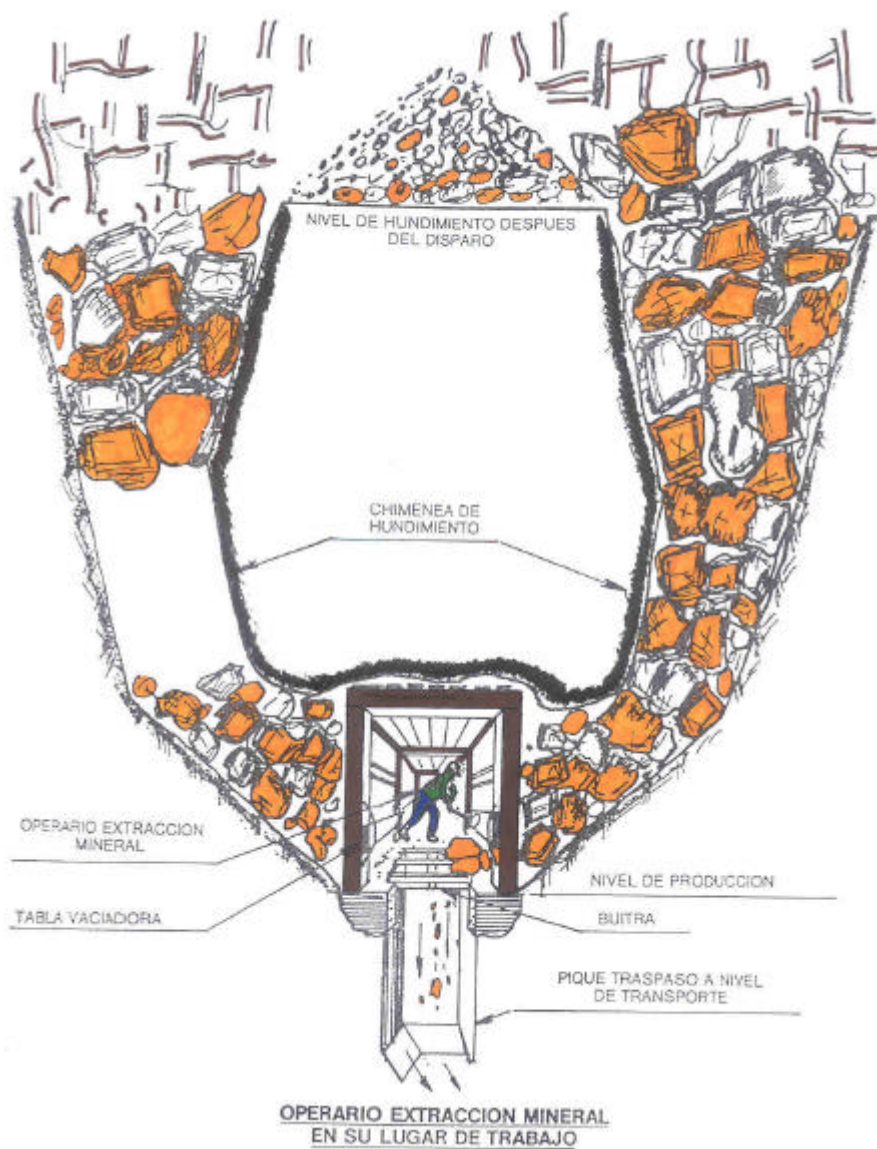 NIVEL DE HUNDIMIENTO DESPUES
DEL DISPARO
CHIMENEA DE
HUNDIMIENTO
OPERARIO EXTRACCION
MINERAL
TABLA VACIADORA
NIVEL DE PRODUCCION
BUITRA
PIQUE TRASPASO A NIVEL
DE TRANSPORTE
OPERARIO EXTRACCION MINERAL
EN SU LUGAR DE TRABAJO